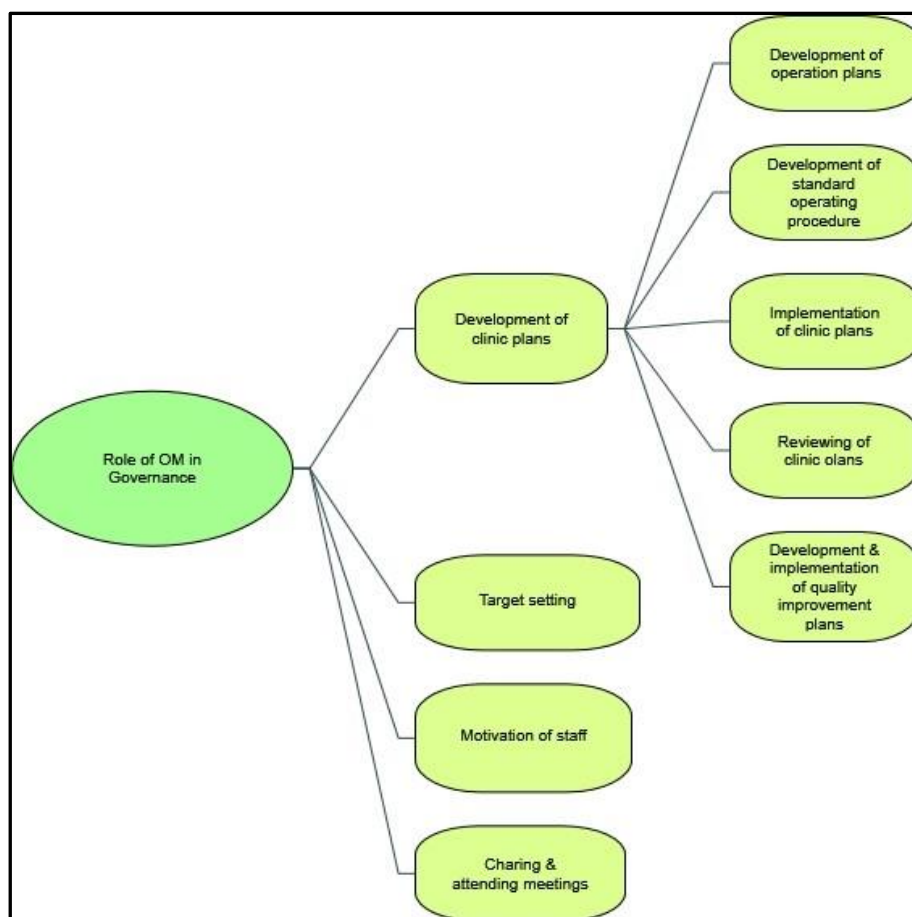 Development of
operation plans
Development of
standard
operating
procedure
Development of
clinic plans
Implementation
of clinic plans
Role of OM in
Governance
Reviewing of
clinic olans
Development &
implementation
of quality
improvement
plans
Target setting
Motivation of staff
Charing &
attending meetings